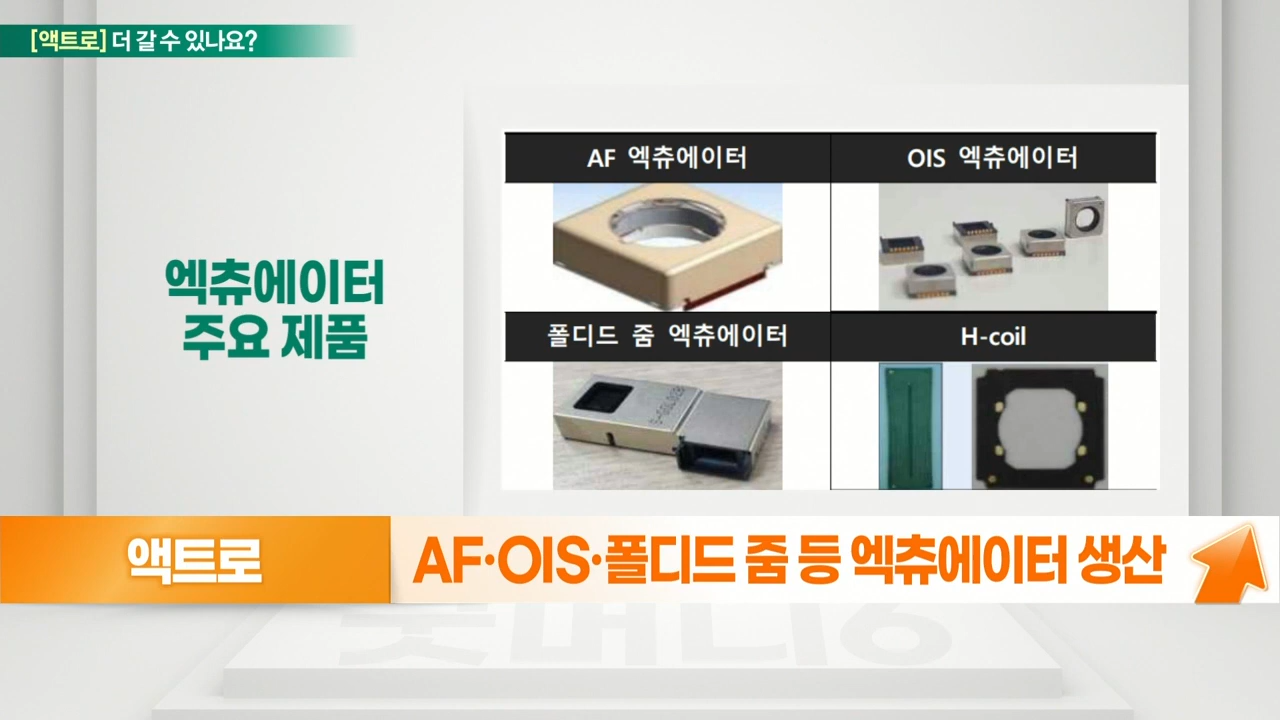 [액트로] 더 갈 수 있나요?
AF 엑츄에이터
OIS 엑츄에이터
엑츄에이터
주요 제품
폴디드 줌 엑츄에이터
H-coil
액트로
AF·OIS·폴디드 줌 등 엑츄에이터 생산